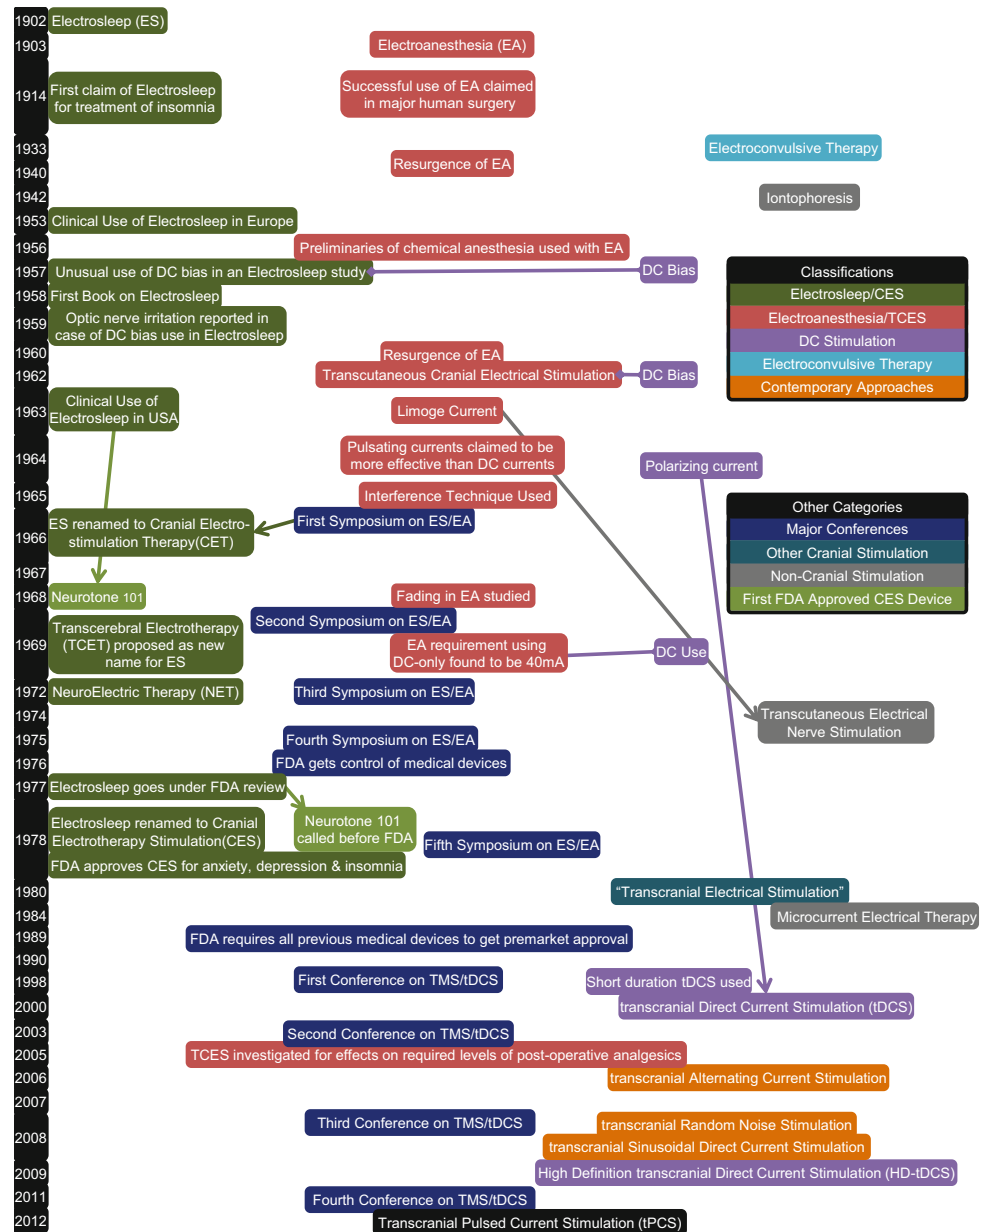 1902
Electrosleep (ES)
1903
Electroanesthesia (EA)
1914
First claim of Electrosleep
for treatment of insomnia
Successful use of EA claimed
in major human surgery
1933
Electroconvulsive Therapy
Resurgence of EA
1940
1942
Iontophoresis
1953
Clinical Use of Electrosleep in Europe
1956
Preliminaries of chemical anesthesia used with EA
1957
Unusual use of DC bias in an Electrosleep study
DC Bias
1958
First Book on Electrosleep
1959
Optic nerve irritation reported in
case of DC bias use in Electrosleep
1960
Resurgence of EA
1962
Transcutaneous Cranial Electrical Stimulation
DC Bias
1963
Clinical Use of
Electrosleep in USA
Limoge Current
1964
Pulsating currents claimed to be
more effective than DC currents
Polarizing current
1965
Interference Technique Used
1966
ES renamed to Cranial Electro-
stimulation Therapy(CET)
First Symposium on ES/EA
1967
1968
Neurotone 101
Fading in EA studied
1969
Transcerebral Electrotherapy
(TCET) proposed as new
name for ES
Second Symposium on ES/EA
EA requirement using
DC-only found to be 40mA
DC Use
1972
NeuroElectric Therapy (NET)
Third Symposium on ES/EA
1974
Transcutaneous Electrical
Nerve Stimulation
1975
Fourth Symposium on ES/EA
1976
FDA gets control of medical devices
1977
Electrosleep goes under FDA review
1978
Electrosleep renamed to Cranial
Electrotherapy Stimulation(CES)
Neurotone 101
called before FDA
Fifth Symposium on ES/EA
FDA approves CES for anxiety, depression & insomnia
1980
“Transcranial Electrical Stimulation”
1984
Microcurrent Electrical Therapy
1989
FDA requires all previous medical devices to get premarket approval
1990
1998
First Conference on TMS/tDCS
Short duration tDCS used
2000
transcranial Direct Current Stimulation (tDCS)
2003
Second Conference on TMS/tDCS
2005
TCES investigated for effects on required levels of post-operative analgesics
2006
transcranial Alternating Current Stimulation
2007
2008
Third Conference on TMS/tDCS
transcranial Random Noise Stimulation
transcranial Sinusoidal Direct Current Stimulation
2009
High Definition transcranial Direct Current Stimulation (HD-tDCS)
2011
Fourth Conference on TMS/tDCS
2012
Transcranial Pulsed Current Stimulation (tPCS)
Classifications
Electrosleep/CES
Electroanesthesia/TCES
DC Stimulation
Electroconvulsive Therapy
Contemporary Approaches
Other Categories
Major Conferences
Other Cranial Stimulation
Non-Cranial Stimulation
First FDA Approved CES Device